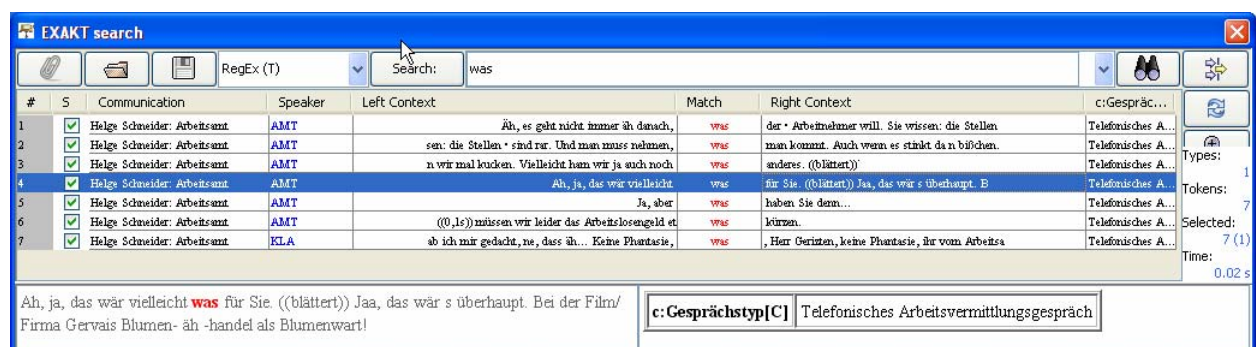 EXAKT search
RegEx (T) Search: was
# S Communication Speaker Left Context Match Right Context c:Gespräc...
1 Helge Schneider: Arbeitsamt AMT Äh, es geht nicht immer äh danach, was der • Arbeitnehmer will. Sie wissen: die Stellen Telefonisches A...
2 Helge Schneider: Arbeitsamt AMT sen: die Stellen • sind rar. Und man muss nehmen, was man kommt. Auch wenn es stinkt da n bißchen. Telefonisches A...
3 Helge Schneider: Arbeitsamt AMT n wir mal kucken. Vielleicht ham wir ja auch noch was anderes. ((blättert))˙ Telefonisches A...
4 Helge Schneider: Arbeitsamt AMT Ah, ja, das wär vielleicht was für Sie. ((blättert)) Jaa, das wär s überhaupt. B Telefonisches A...
5 Helge Schneider: Arbeitsamt AMT Ja, aber was haben Sie denn... Telefonisches A...
6 Helge Schneider: Arbeitsamt AMT ((0,1s)) müssen wir leider das Arbeitslosengeld et was kürzen. Telefonisches A...
7 Helge Schneider: Arbeitsamt KLA ab ich mir gedacht, ne, dass äh... Keine Phantasie, was , Herr Gerizten, keine Phantasie, ihr vom Arbeitsa Telefonisches A...
Types:
1
Tokens:
7
Selected:
7 (1)
Time:
0.02 s
Ah, ja, das wär vielleicht was für Sie. ((blättert)) Jaa, das wär s überhaupt. Bei der Film/
Firma Gervais Blumen- äh -handel als Blumenwart!
c:Gesprächstyp[C] Telefonisches Arbeitsvermittlungsgespräch